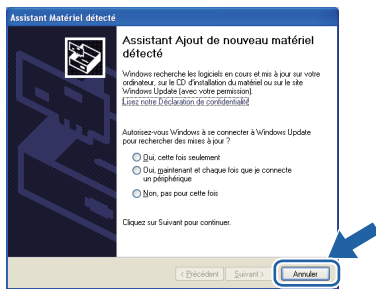 Assistant Matériel détecté
Assistant Ajout de nouveau matériel
détecté
Windows recherche les logiciels en cours et mis à jour sur votre
ordinateur, sur le CD d'installation du matériel ou sur le site
Windows Update (avec votre permission).
Lisez notre Déclaration de confidentialité
Autorisez-vous Windows à se connecter à Windows Update
pour rechercher des mises à jour ?
Oui, cette fois seulement
Oui, maintenant et chaque fois que je connecte
un périphérique
Non, pas pour cette fois
Cliquez sur Suivant pour continuer.
< Précédent Suivant > Annuler